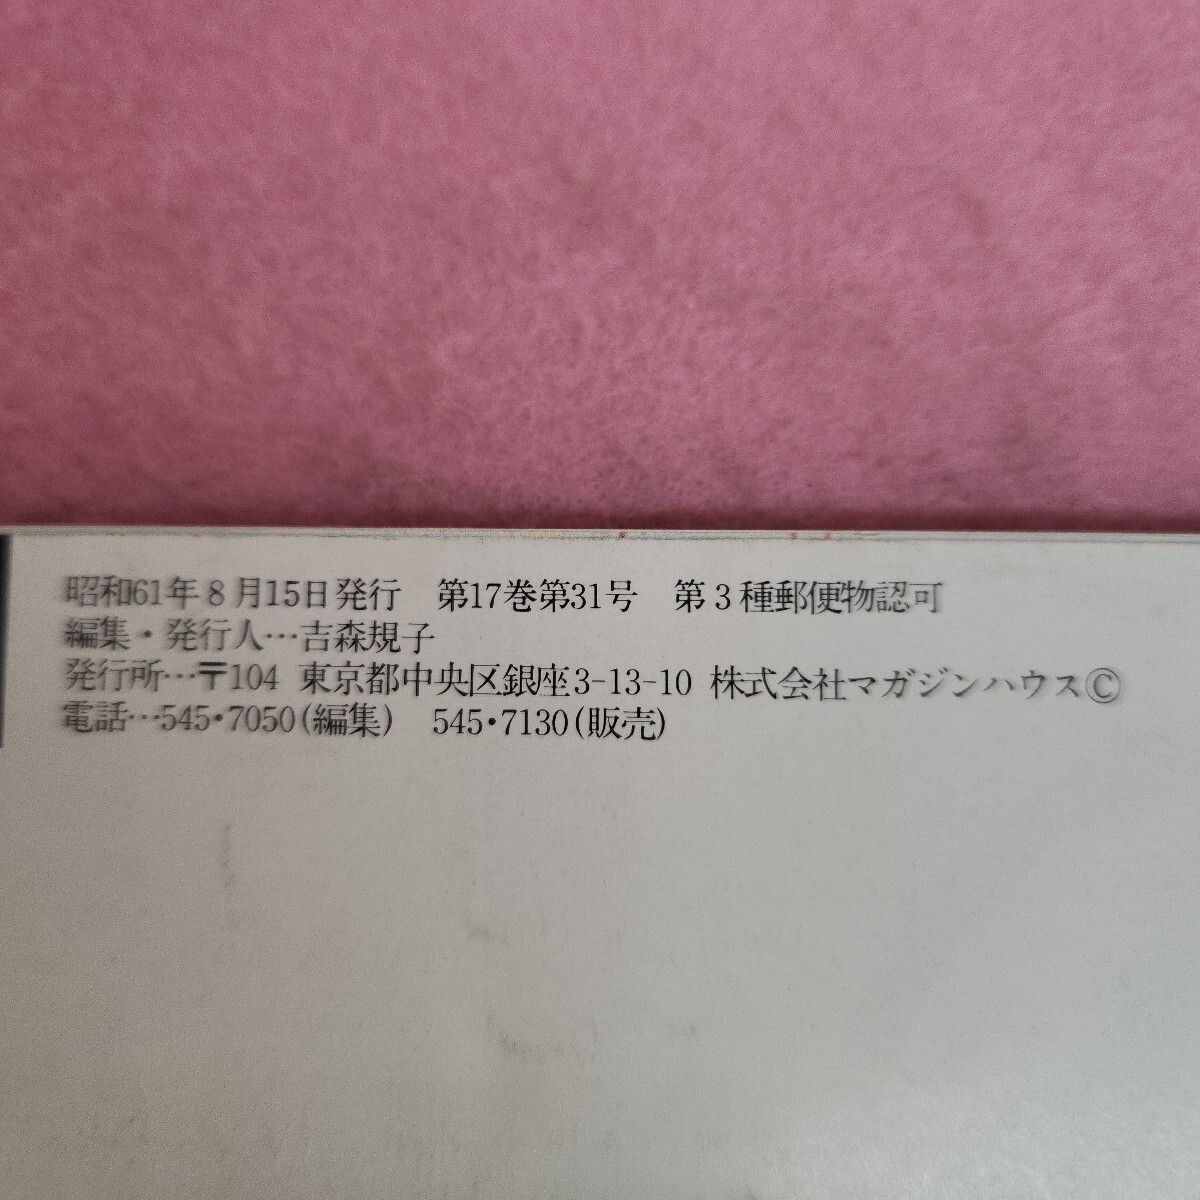 昭和61年8月15日発行　第17巻第31号　第3種郵便物認可
編集・発行人…吉森規子
発行所…〒104 東京都中央区銀座3-13-10 株式会社マガジンハウスⒸ
電話…545・7050(編集)　545・7130(販売)